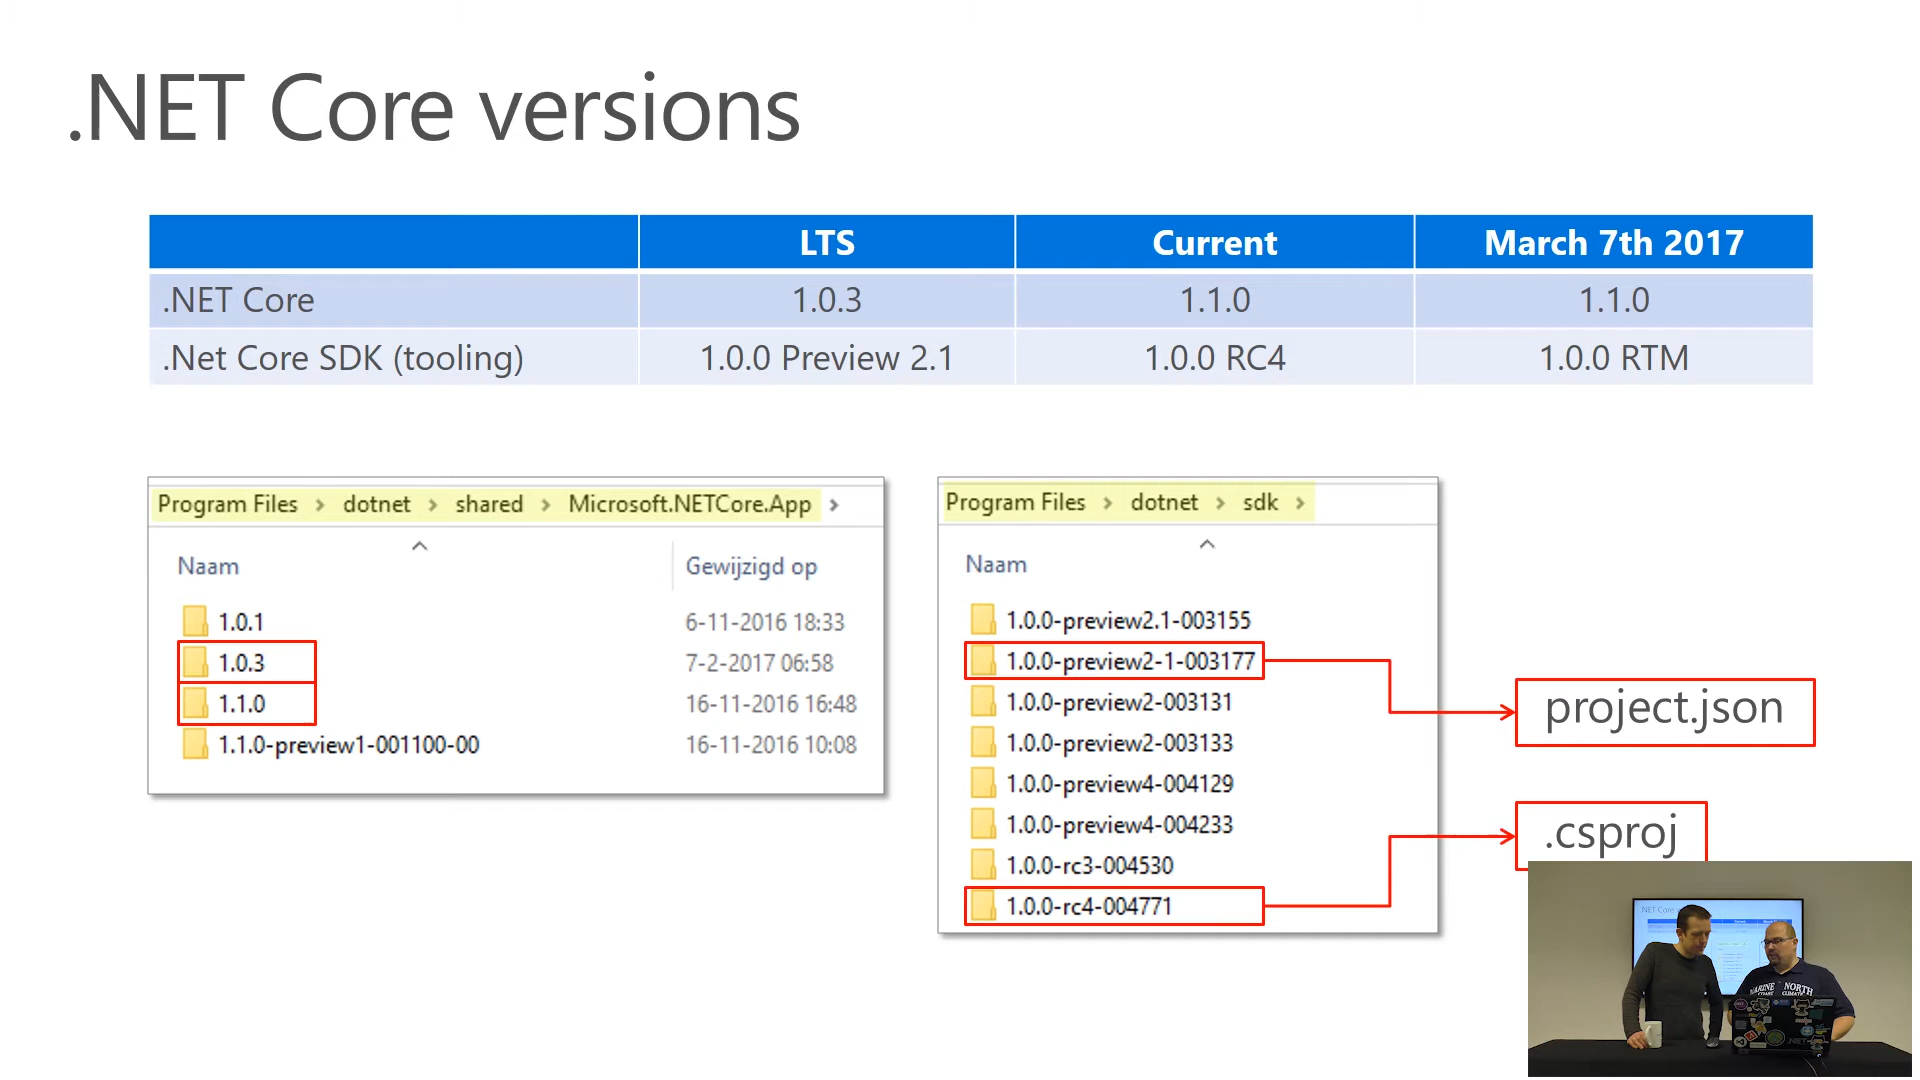 .NET Core versions
LTS Current March 7th 2017
.NET Core 1.0.3 1.1.0 1.1.0
.Net Core SDK (tooling) 1.0.0 Preview 2.1 1.0.0 RC4 1.0.0 RTM
Program Files > dotnet > shared > Microsoft.NETCore.App >
Naam Gewijzigd op
1.0.1 6-11-2016 18:33
1.0.3 7-2-2017 06:58
1.1.0 16-11-2016 16:48
1.1.0-preview1-001100-00 16-11-2016 10:08
Program Files > dotnet > sdk >
Naam
1.0.0-preview2.1-003155
1.0.0-preview2-1-003177
1.0.0-preview2-003131
1.0.0-preview2-003133
1.0.0-preview4-004129
1.0.0-preview4-004233
1.0.0-rc3-004530
1.0.0-rc4-004771
project.json
.csproj
NORTH